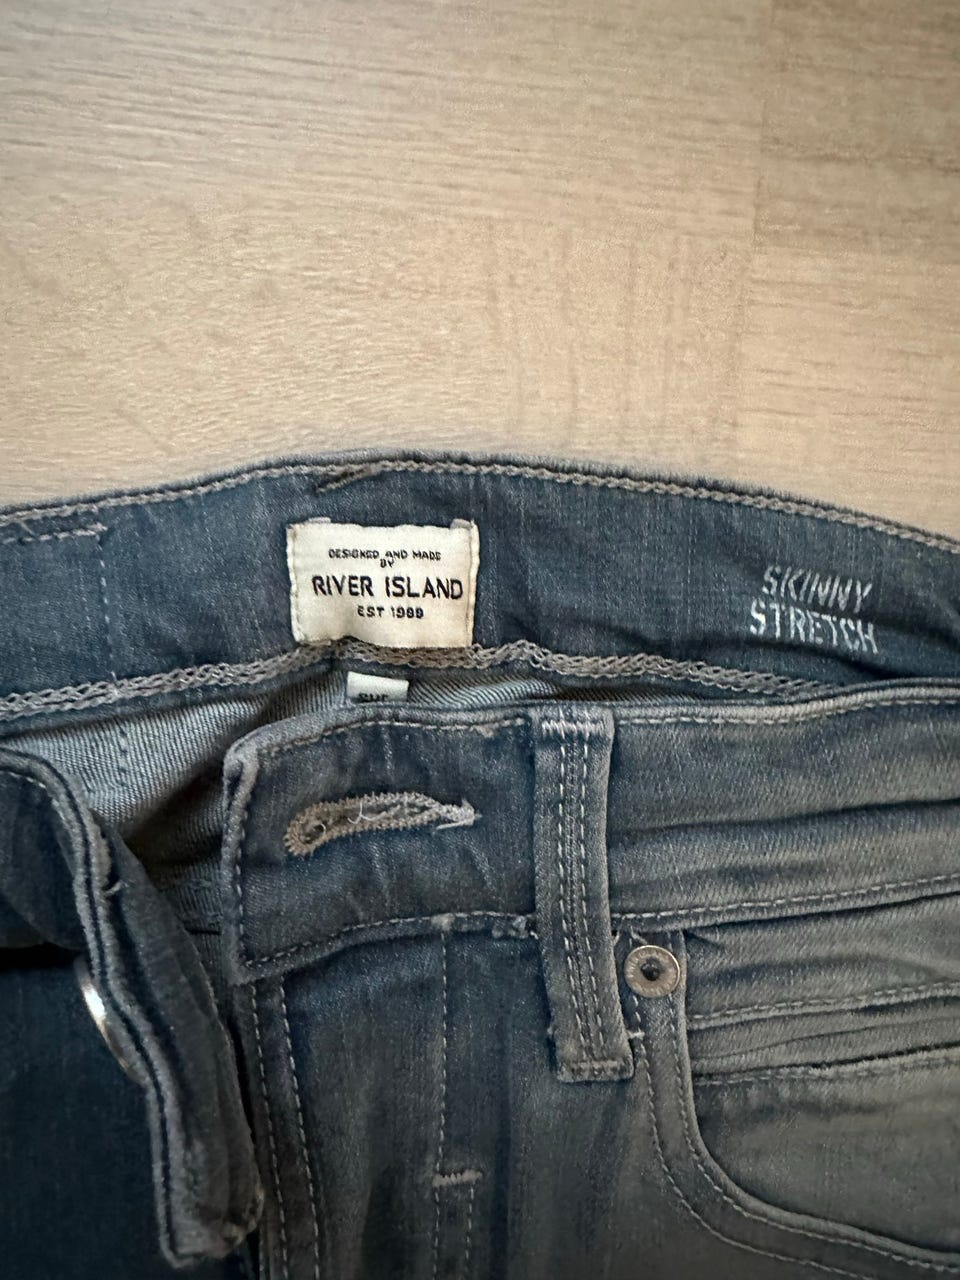 DESIGNED AND MADE
BY
RIVER ISLAND
EST 1988
SKINNY
STRETCH